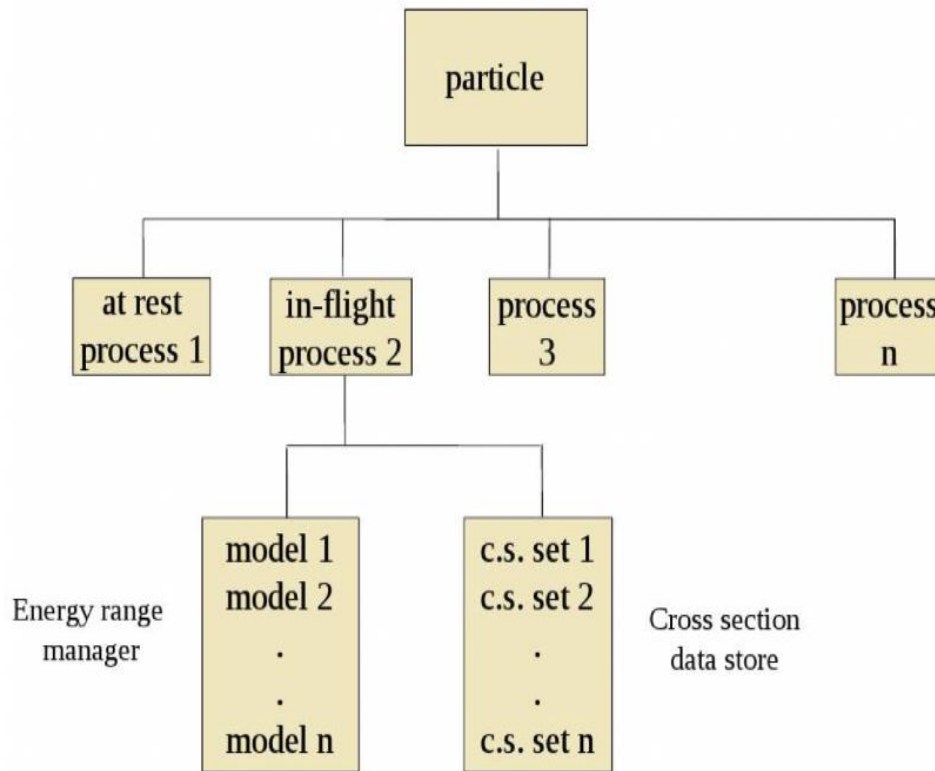 particle
at rest
process 1
in-flight
process 2
process
3
process
n
Energy range
manager
model 1
model 2
.
.
model n
c.s. set 1
c.s. set 2
.
.
c.s. set n
Cross section
data store